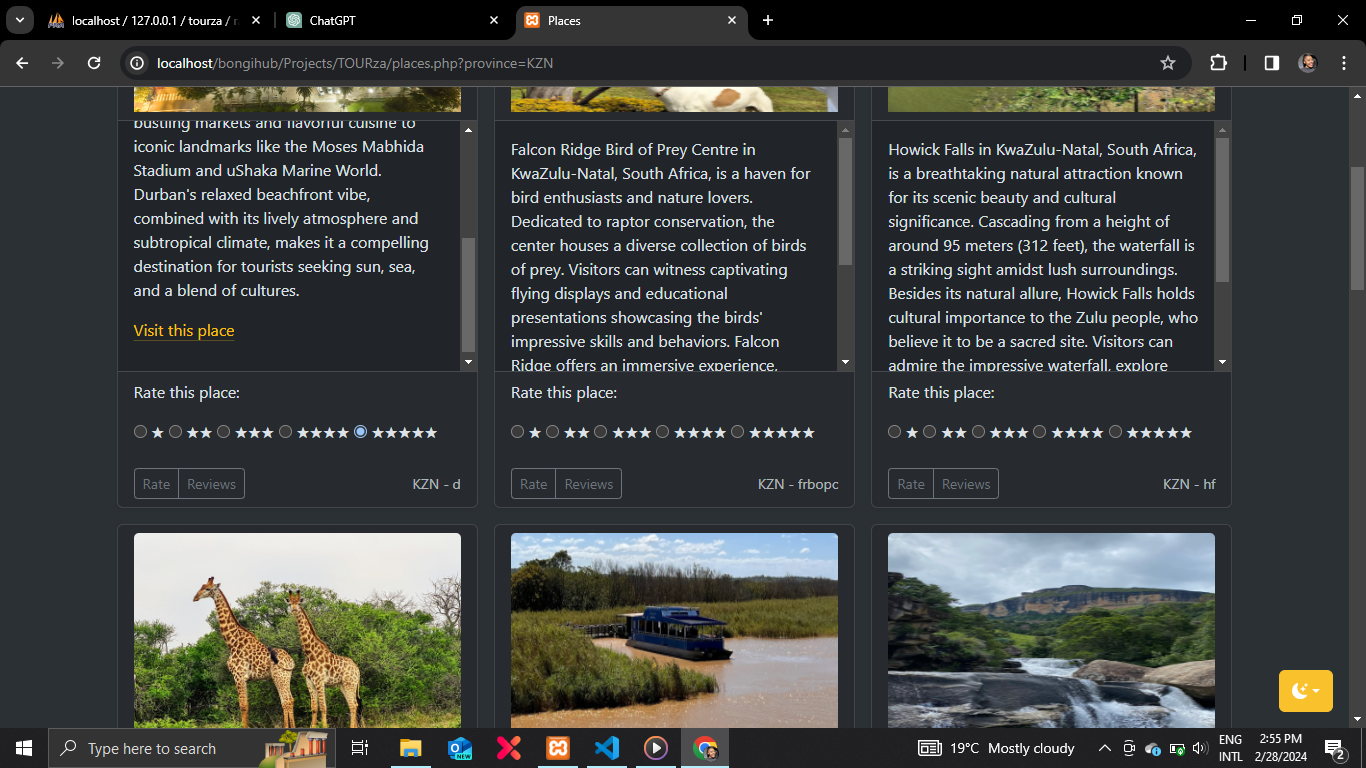 localhost / 127.0.0.1 / tourza /
ChatGPT
Places
localhost/bongihub/Projects/TOURza/places.php?province=KZN
bustling markets and flavorful cuisine to
iconic landmarks like the Moses Mabhida
Stadium and uShaka Marine World.
Durban's relaxed beachfront vibe,
combined with its lively atmosphere and
subtropical climate, makes it a compelling
destination for tourists seeking sun, sea,
and a blend of cultures.
Visit this place
Rate this place:
★ ★★ ★★★ ★★★★ ★★★★★
Rate Reviews KZN - d
Falcon Ridge Bird of Prey Centre in
KwaZulu-Natal, South Africa, is a haven for
bird enthusiasts and nature lovers.
Dedicated to raptor conservation, the
center houses a diverse collection of birds
of prey. Visitors can witness captivating
flying displays and educational
presentations showcasing the birds'
impressive skills and behaviors. Falcon
Ridge offers an immersive experience,
Rate this place:
★ ★★ ★★★ ★★★★ ★★★★★
Rate Reviews KZN - frbopc
Howick Falls in KwaZulu-Natal, South Africa,
is a breathtaking natural attraction known
for its scenic beauty and cultural
significance. Cascading from a height of
around 95 meters (312 feet), the waterfall is
a striking sight amidst lush surroundings.
Besides its natural allure, Howick Falls holds
cultural importance to the Zulu people, who
believe it to be a sacred site. Visitors can
admire the impressive waterfall, explore
Rate this place:
★ ★★ ★★★ ★★★★ ★★★★★
Rate Reviews KZN - hf
Type here to search
NEW
19°C Mostly cloudy
ENG
INTL
2:55 PM
2/28/2024
2